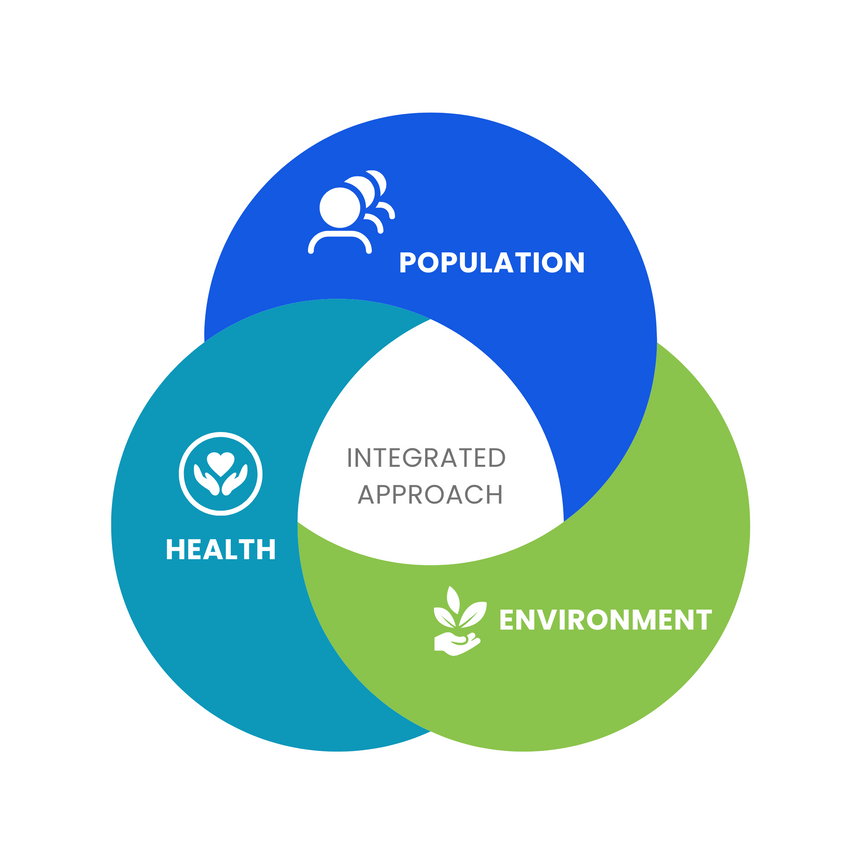 POPULATION
INTEGRATED
APPROACH
HEALTH
ENVIRONMENT